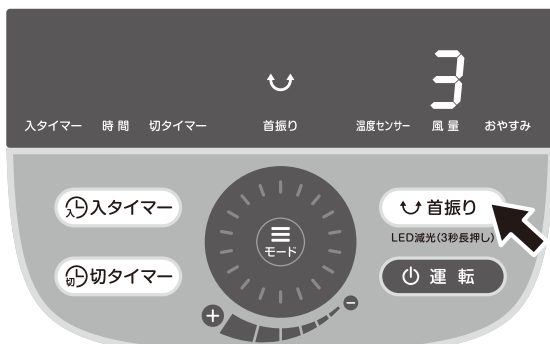 3
入タイマー 時間 切タイマー 首振り 温度センサー 風量 おやすみ
入 入タイマー
首振り
LED減光(3秒長押し)
モード
切 切タイマー
運転
+ -